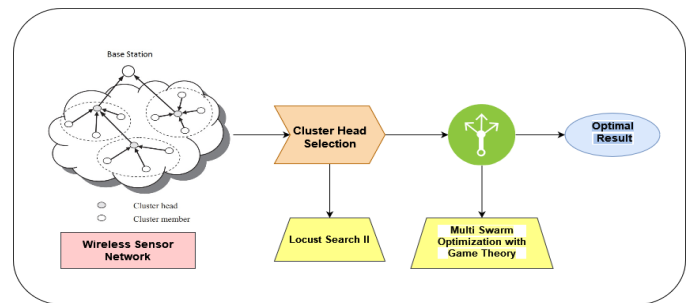 Base Station
Cluster head
Cluster member
Wireless Sensor
Network
Cluster Head
Selection
Locust Search II
Multi Swarm
Optimization with
Game Theory
Optimal
Result